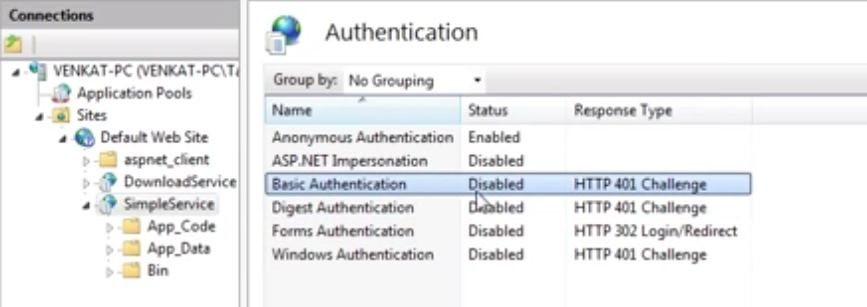 Connections
VENKAT-PC (VENKAT-PC\Ta
Application Pools
Sites
Default Web Site
aspnet_client
DownloadService
SimpleService
App_Code
App_Data
Bin
Authentication
Group by: No Grouping
Name Status Response Type
Anonymous Authentication Enabled
ASP.NET Impersonation Disabled
Basic Authentication Disabled HTTP 401 Challenge
Digest Authentication Disabled HTTP 401 Challenge
Forms Authentication Disabled HTTP 302 Login/Redirect
Windows Authentication Disabled HTTP 401 Challenge